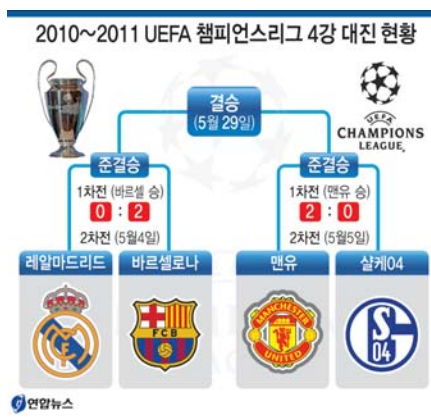 2010~2011 UEFA 챔피언스리그 4강 대진 현황
결승
(5월 29일)
UEFA
CHAMPIONS
LEAGUE
준결승
1차전 (바르셀 승)
0 : 2
2차전 (5월4일)
준결승
1차전 (맨유 승)
2 : 0
2차전 (5월5일)
레알마드리드
바르셀로나
맨유
샬케04
FCB
MANCHESTER
UNITED
S
04
연합뉴스